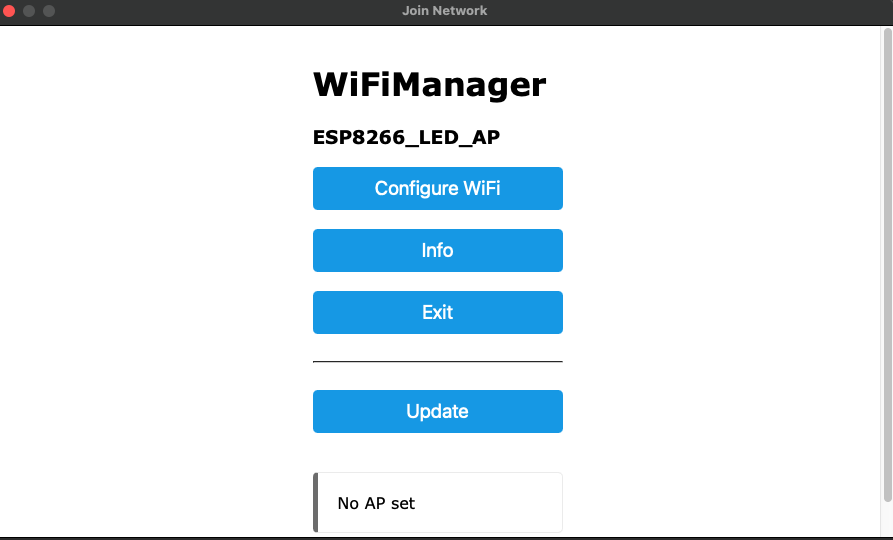 Join Network
WiFiManager
ESP8266_LED_AP
Configure WiFi
Info
Exit
Update
No AP set